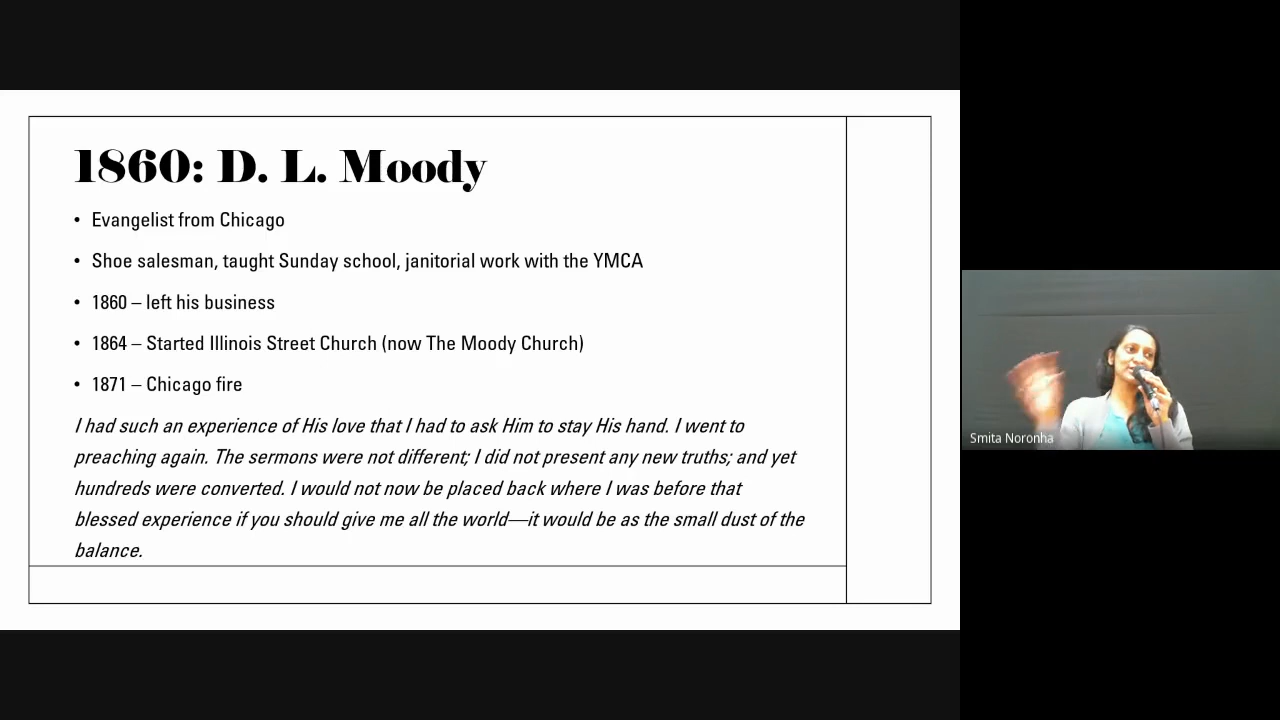 1860: D. L. Moody
• Evangelist from Chicago
• Shoe salesman, taught Sunday school, janitorial work with the YMCA
• 1860 – left his business
• 1864 – Started Illinois Street Church (now The Moody Church)
• 1871 – Chicago fire
I had such an experience of His love that I had to ask Him to stay His hand. I went to
preaching again. The sermons were not different; I did not present any new truths; and yet
hundreds were converted. I would not now be placed back where I was before that
blessed experience if you should give me all the world—it would be as the small dust of the
balance.
Smita Noronha